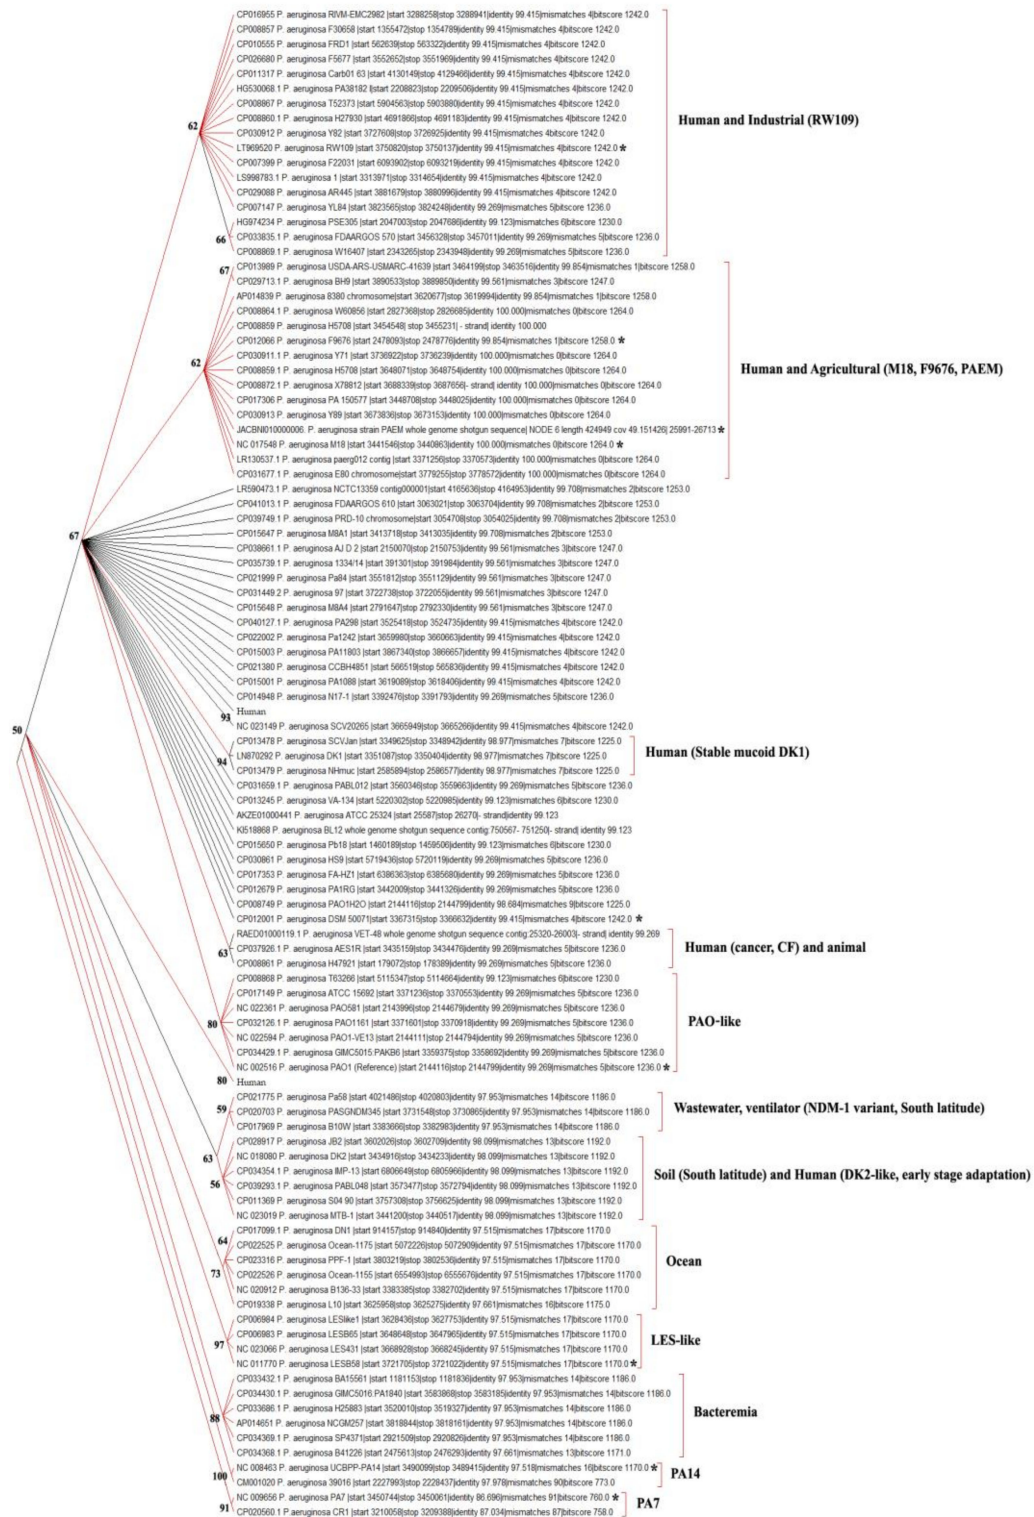 CP016955 P. aeruginosa RIVM-EMC2982 |start 3288258|stop 3288941|identity 99.415|mismatches 4|bitscore 1242.0
CP008857 P. aeruginosa F30658 |start 1355472|stop 1354789|identity 99.415|mismatches 4|bitscore 1242.0
CP010555 P. aeruginosa FRD1 |start 562639|stop 563322|identity 99.415|mismatches 4|bitscore 1242.0
CP026680 P. aeruginosa F5677 |start 3552652|stop 3551969|identity 99.415|mismatches 4|bitscore 1242.0
CP011317 P. aeruginosa Carb01 63 |start 4130149|stop 4129466|identity 99.415|mismatches 4|bitscore 1242.0
HG530068.1 P. aeruginosa PA38182 |start 2208823|stop 2209506|identity 99.415|mismatches 4|bitscore 1242.0
CP008867 P. aeruginosa T52373 |start 5904563|stop 5903880|identity 99.415|mismatches 4|bitscore 1242.0
CP008860.1 P. aeruginosa H27930 |start 4691866|stop 4691183|identity 99.415|mismatches 4|bitscore 1242.0
Human and Industrial (RW109)
62
CP030912 P. aeruginosa Y82 |start 3727608|stop 3726925|identity 99.415|mismatches 4|bitscore 1242.0
LT969520 P. aeruginosa RW109 |start 3750820|stop 3750137|identity 99.415|mismatches 4|bitscore 1242.0 *
CP007399 P. aeruginosa F22031 |start 6093902|stop 6093219|identity 99.415|mismatches 4|bitscore 1242.0
LS998783.1 P. aeruginosa 1 |start 3313971|stop 3314654|identity 99.415|mismatches 4|bitscore 1242.0
CP029088 P. aeruginosa AR445 |start 3881679|stop 3880996|identity 99.415|mismatches 4|bitscore 1242.0
CP007147 P. aeruginosa YL84 |start 3823565|stop 3824248|identity 99.269|mismatches 5|bitscore 1236.0
HG974234 P. aeruginosa PSE305 |start 2047003|stop 2047686|identity 99.123|mismatches 6|bitscore 1230.0
66
CP033835.1 P. aeruginosa FDAARGOS 570 |start 3456328|stop 3457011|identity 99.269|mismatches 5|bitscore 1236.0
CP008869.1 P. aeruginosa W16407 |start 2343265|stop 2343948|identity 99.269|mismatches 5|bitscore 1236.0
67
CP013989 P. aeruginosa USDA-ARS-USMARC-41639 |start 3464199|stop 3463516|identity 99.854|mismatches 1|bitscore 1258.0
CP029713.1 P. aeruginosa BH9 |start 3890533|stop 3889850|identity 99.561|mismatches 3|bitscore 1247.0
AP014839 P. aeruginosa 8380 chromosome|start 3620677|stop 3619994|identity 99.854|mismatches 1|bitscore 1258.0
CP008864.1 P. aeruginosa W60856 |start 2827368|stop 2826685|identity 100.000|mismatches 0|bitscore 1264.0
CP008859 P. aeruginosa H5708 |start 3454548| stop 3455231| - strand| identity 100.000
CP012066 P. aeruginosa F9676 |start 2478093|stop 2478776|identity 99.854|mismatches 1|bitscore 1258.0 *
62
CP030911.1 P. aeruginosa Y71 |start 3736922|stop 3736239|identity 100.000|mismatches 0|bitscore 1264.0
CP008859.1 P. aeruginosa H5708 |start 3648071|stop 3648754|identity 100.000|mismatches 0|bitscore 1264.0
Human and Agricultural (M18, F9676, PAEM)
CP008872.1 P. aeruginosa X78812 |start 3688339|stop 3687656|- strand| identity 100.000|mismatches 0|bitscore 1264.0
CP017306 P. aeruginosa PA 150577 |start 3448708|stop 3448025|identity 100.000|mismatches 0|bitscore 1264.0
CP030913 P. aeruginosa Y89 |start 3673836|stop 3673153|identity 100.000|mismatches 0|bitscore 1264.0
JACBNI010000006. P. aeruginosa strain PAEM whole genome shotgun sequence| NODE 6 length 424949 cov 49.151426| 25991-26713 *
NC 017548 P. aeruginosa M18 |start 3441546|stop 3440863|identity 100.000|mismatches 0|bitscore 1264.0 *
LR130537.1 P. aeruginosa paerg012 contig |start 3371256|stop 3370573|identity 100.000|mismatches 0|bitscore 1264.0
CP031677.1 P. aeruginosa E80 chromosome|start 3779255|stop 3778572|identity 100.000|mismatches 0|bitscore 1264.0
LR590473.1 P. aeruginosa NCTC13359 contig000001|start 4165636|stop 4164953|identity 99.708|mismatches 2|bitscore 1253.0
CP041013.1 P. aeruginosa FDAARGOS 610 |start 3063021|stop 3063704|identity 99.708|mismatches 2|bitscore 1253.0
CP039749.1 P. aeruginosa PRD-10 chromosome|start 3054708|stop 3054025|identity 99.708|mismatches 2|bitscore 1253.0
67
CP015647 P. aeruginosa M8A1 |start 3413718|stop 3413035|identity 99.708|mismatches 2|bitscore 1253.0
CP038661.1 P. aeruginosa AJ D 2 |start 2150070|stop 2150753|identity 99.561|mismatches 3|bitscore 1247.0
CP035739.1 P. aeruginosa 1334/14 |start 391301|stop 391984|identity 99.561|mismatches 3|bitscore 1247.0
CP021999 P. aeruginosa Pa84 |start 3551812|stop 3551129|identity 99.561|mismatches 3|bitscore 1247.0
CP031449.2 P. aeruginosa 97 |start 3722738|stop 3722055|identity 99.561|mismatches 3|bitscore 1247.0
CP015648 P. aeruginosa M8A4 |start 2791647|stop 2792330|identity 99.561|mismatches 3|bitscore 1247.0
CP040127.1 P. aeruginosa PA298 |start 3525418|stop 3524735|identity 99.415|mismatches 4|bitscore 1242.0
CP022002 P. aeruginosa Pa1242 |start 3659980|stop 3660663|identity 99.415|mismatches 4|bitscore 1242.0
CP015003 P. aeruginosa PA11803 |start 3867340|stop 3866657|identity 99.415|mismatches 4|bitscore 1242.0
CP021380 P. aeruginosa CCBH4851 |start 566519|stop 565836|identity 99.415|mismatches 4|bitscore 1242.0
CP015001 P. aeruginosa PA1088 |start 3619089|stop 3618406|identity 99.415|mismatches 4|bitscore 1242.0
CP014948 P. aeruginosa N17-1 |start 3392476|stop 3391793|identity 99.269|mismatches 5|bitscore 1236.0
Human
93
NC 023149 P. aeruginosa SCV20265 |start 3665949|stop 3665266|identity 99.415|mismatches 4|bitscore 1242.0
50
CP013478 P. aeruginosa SCVJan |start 3349625|stop 3348942|identity 98.977|mismatches 7|bitscore 1225.0
LN870292 P. aeruginosa DK1 |start 3351087|stop 3350404|identity 98.977|mismatches 7|bitscore 1225.0
Human (Stable mucoid DK1)
94
CP013479 P. aeruginosa NHmuc |start 2585894|stop 2586577|identity 98.977|mismatches 7|bitscore 1225.0
CP031659.1 P. aeruginosa PABL012 |start 3560346|stop 3559663|identity 99.269|mismatches 5|bitscore 1236.0
CP013245 P. aeruginosa VA-134 |start 5220302|stop 5220985|identity 99.123|mismatches 6|bitscore 1230.0
AKZE01000441 P. aeruginosa ATCC 25324 |start 25587|stop 26270|- strand|identity 99.123
KI518868 P. aeruginosa BL12 whole genome shotgun sequence contig:750567- 751250|- strand| identity 99.123
CP015650 P. aeruginosa Pb18 |start 1460189|stop 1459506|identity 99.123|mismatches 6|bitscore 1230.0
CP030861 P. aeruginosa HS9 |start 5719436|stop 5720119|identity 99.269|mismatches 5|bitscore 1236.0
CP017353 P. aeruginosa FA-HZ1 |start 6386363|stop 6385680|identity 99.269|mismatches 5|bitscore 1236.0
CP012679 P. aeruginosa PA1RG |start 3442009|stop 3441326|identity 99.269|mismatches 5|bitscore 1236.0
CP008749 P. aeruginosa PAO1H2O |start 2144116|stop 2144799|identity 98.684|mismatches 9|bitscore 1225.0
CP012001 P. aeruginosa DSM 50071 |start 3367315|stop 3366632|identity 99.415|mismatches 4|bitscore 1242.0 *
RAED01000119.1 P. aeruginosa VET-48 whole genome shotgun sequence contig:25320-26003|- strand| identity 99.269
63
CP037926.1 P. aeruginosa AES1R |start 3435159|stop 3434476|identity 99.269|mismatches 5|bitscore 1236.0
Human (cancer, CF) and animal
CP008861 P. aeruginosa H47921 |start 179072|stop 178389|identity 99.269|mismatches 5|bitscore 1236.0
CP008868 P. aeruginosa T63266 |start 5115347|stop 5114664|identity 99.123|mismatches 6|bitscore 1230.0
CP017149 P. aeruginosa ATCC 15692 |start 3371236|stop 3370553|identity 99.269|mismatches 5|bitscore 1236.0
NC 022361 P. aeruginosa PAO581 |start 2143996|stop 2144679|identity 99.269|mismatches 5|bitscore 1236.0
80
CP032126.1 P. aeruginosa PAO1161 |start 3371601|stop 3370918|identity 99.269|mismatches 5|bitscore 1236.0
PAO-like
NC 022594 P. aeruginosa PAO1-VE13 |start 2144111|stop 2144794|identity 99.269|mismatches 5|bitscore 1236.0
CP034429.1 P. aeruginosa GIMC5015:PAKB6 |start 3359375|stop 3358692|identity 99.269|mismatches 5|bitscore 1236.0
NC 002516 P. aeruginosa PAO1 (Reference) |start 2144116|stop 2144799|identity 99.269|mismatches 5|bitscore 1236.0 *
80
Human
CP021775 P. aeruginosa Pa58 |start 4021486|stop 4020803|identity 97.953|mismatches 14|bitscore 1186.0
59
CP020703 P. aeruginosa PASGNDM345 |start 3731548|stop 3730865|identity 97.953|mismatches 14|bitscore 1186.0
Wastewater, ventilator (NDM-1 variant, South latitude)
CP017969 P. aeruginosa B10W |start 3383666|stop 3382983|identity 97.953|mismatches 14|bitscore 1186.0
63
CP028917 P. aeruginosa JB2 |start 3602026|stop 3602709|identity 98.099|mismatches 13|bitscore 1192.0
NC 018080 P. aeruginosa DK2 |start 3434916|stop 3434233|identity 98.099|mismatches 13|bitscore 1192.0
CP034354.1 P. aeruginosa IMP-13 |start 6806649|stop 6805966|identity 98.099|mismatches 13|bitscore 1192.0
Soil (South latitude) and Human (DK2-like, early stage adaptation)
56
CP039293.1 P. aeruginosa PABL048 |start 3573477|stop 3572794|identity 98.099|mismatches 13|bitscore 1192.0
CP011369 P. aeruginosa S04 90 |start 3757308|stop 3756625|identity 98.099|mismatches 13|bitscore 1192.0
NC 023019 P. aeruginosa MTB-1 |start 3441200|stop 3440517|identity 98.099|mismatches 13|bitscore 1192.0
CP017099.1 P. aeruginosa DN1 |start 914157|stop 914840|identity 97.515|mismatches 17|bitscore 1170.0
64
CP022525 P. aeruginosa Ocean-1175 |start 5072226|stop 5072909|identity 97.515|mismatches 17|bitscore 1170.0
CP023316 P. aeruginosa PPF-1 |start 3803219|stop 3802536|identity 97.515|mismatches 17|bitscore 1170.0
Ocean
73
CP022526 P. aeruginosa Ocean-1155 |start 6554993|stop 6555676|identity 97.515|mismatches 17|bitscore 1170.0
NC 020912 P. aeruginosa B136-33 |start 3383385|stop 3382702|identity 97.515|mismatches 17|bitscore 1170.0
CP019338 P. aeruginosa L10 |start 3625958|stop 3625275|identity 97.661|mismatches 16|bitscore 1175.0
CP006984 P. aeruginosa LESlike1 |start 3628436|stop 3627753|identity 97.515|mismatches 17|bitscore 1170.0
CP006983 P. aeruginosa LESB65 |start 3648648|stop 3647965|identity 97.515|mismatches 17|bitscore 1170.0
LES-like
97
NC 023066 P. aeruginosa LES431 |start 3668928|stop 3668245|identity 97.515|mismatches 17|bitscore 1170.0
NC 011770 P. aeruginosa LESB58 |start 3721705|stop 3721022|identity 97.515|mismatches 17|bitscore 1170.0 *
CP033432.1 P. aeruginosa BA15561 |start 1181153|stop 1181836|identity 97.953|mismatches 14|bitscore 1186.0
CP034430.1 P. aeruginosa GIMC5016:PA1840 |start 3583868|stop 3583185|identity 97.953|mismatches 14|bitscore 1186.0
CP033686.1 P. aeruginosa H25883 |start 3520010|stop 3519327|identity 97.953|mismatches 14|bitscore 1186.0
Bacteremia
88
AP014651 P. aeruginosa NCGM257 |start 3818844|stop 3818161|identity 97.953|mismatches 14|bitscore 1186.0
CP034369.1 P. aeruginosa SP4371 |start 2921509|stop 2920826|identity 97.953|mismatches 14|bitscore 1186.0
CP034368.1 P. aeruginosa B41226 |start 2475613|stop 2476293|identity 97.661|mismatches 13|bitscore 1171.0
NC 008463 P. aeruginosa UCBPP-PA14 |start 3490099|stop 3489415|identity 97.518|mismatches 16|bitscore 1170.0 *
100
PA14
CM001020 P. aeruginosa 39016 |start 2227993|stop 2228437|identity 97.978|mismatches 90|bitscore 773.0
NC 009656 P. aeruginosa PA7 |start 3450744|stop 3450061|identity 86.696|mismatches 91|bitscore 760.0 *
91
PA7
CP020560.1 P. aeruginosa CR1 |start 3210058|stop 3209388|identity 87.034|mismatches 87|bitscore 758.0